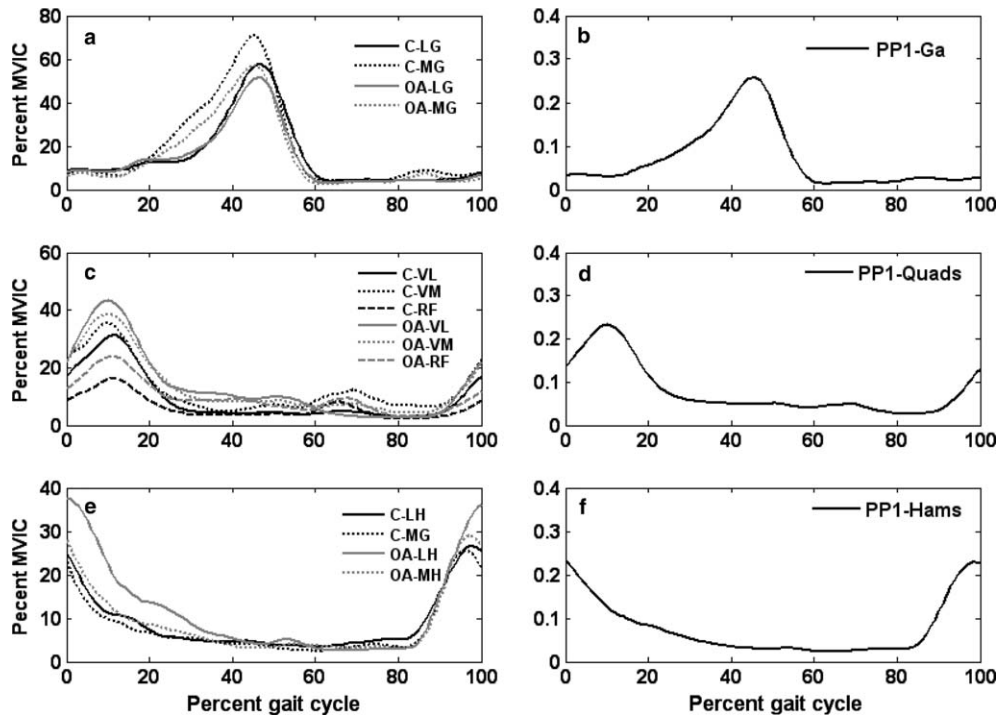 a
80
60
40
20
0
Percent MVIC
C-LG
C-MG
OA-LG
OA-MG
0 20 40 60 80 100
b
0.4
0.3
0.2
0.1
0
PP1-Ga
0 20 40 60 80 100
c
60
40
20
0
Percent MVIC
C-VL
C-VM
C-RF
OA-VL
OA-VM
OA-RF
0 20 40 60 80 100
d
0.4
0.3
0.2
0.1
0
PP1-Quads
0 20 40 60 80 100
e
40
30
20
10
0
Pecent MVIC
C-LH
C-MG
OA-LH
OA-MH
0 20 40 60 80 100
Percent gait cycle
f
0.4
0.3
0.2
0.1
0
PP1-Hams
0 20 40 60 80 100
Percent gait cycle